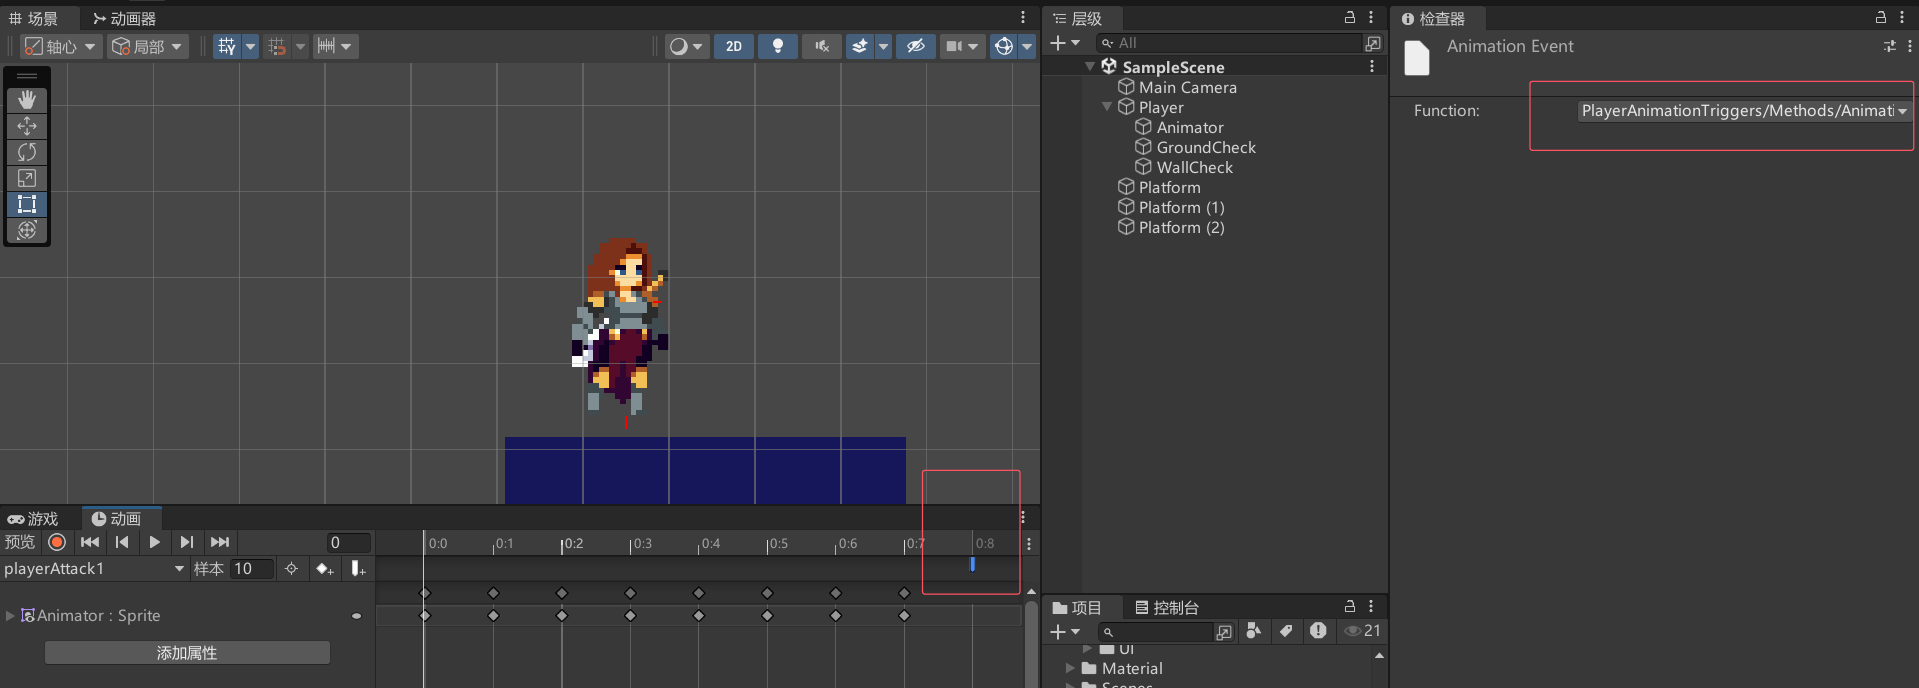 场景
动画器
轴心
局部
2D
游戏
动画
预览
0
0:0
0:1
0:2
0:3
0:4
0:5
0:6
0:7
0:8
playerAttack1
样本
10
Animator : Sprite
添加属性
层级
All
SampleScene
Main Camera
Player
Animator
GroundCheck
WallCheck
Platform
Platform (1)
Platform (2)
项目
控制台
21
UI
Material
Scenes
检查器
Animation Event
Function:
PlayerAnimationTriggers/Methods/Animati